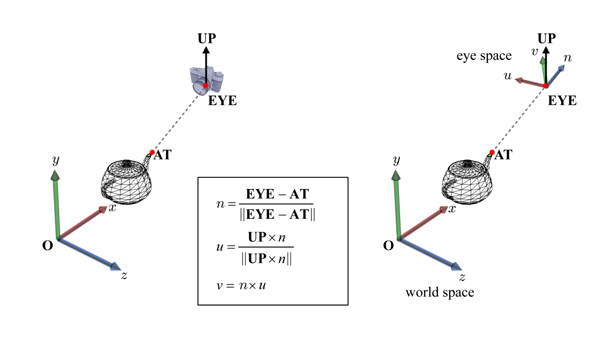 UP
EYE
AT
y
x
O
z
n = EYE − AT / ‖EYE − AT‖
u = UP × n / ‖UP × n‖
v = n × u
UP
eye space
v
n
u
EYE
AT
y
x
O
z
world space